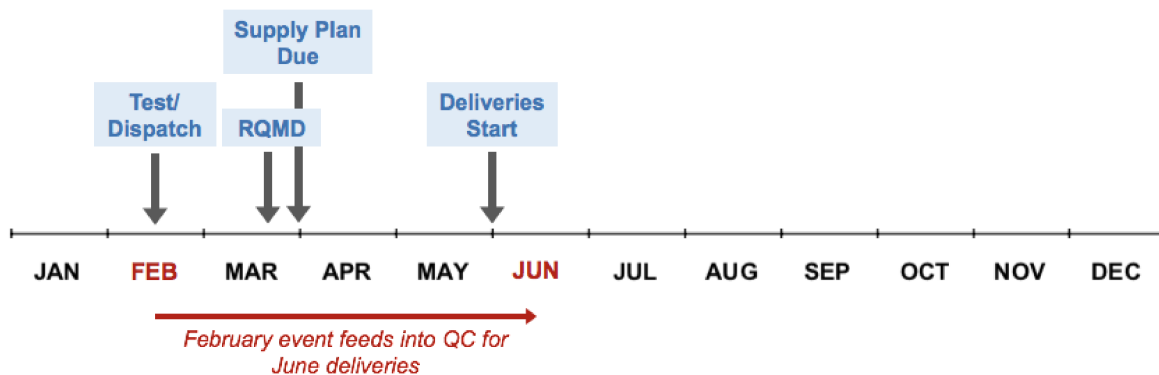 Supply Plan
Due
Test/
Dispatch
RQMD
Deliveries
Start
JAN FEB MAR APR MAY JUN JUL AUG SEP OCT NOV DEC
February event feeds into QC for
June deliveries